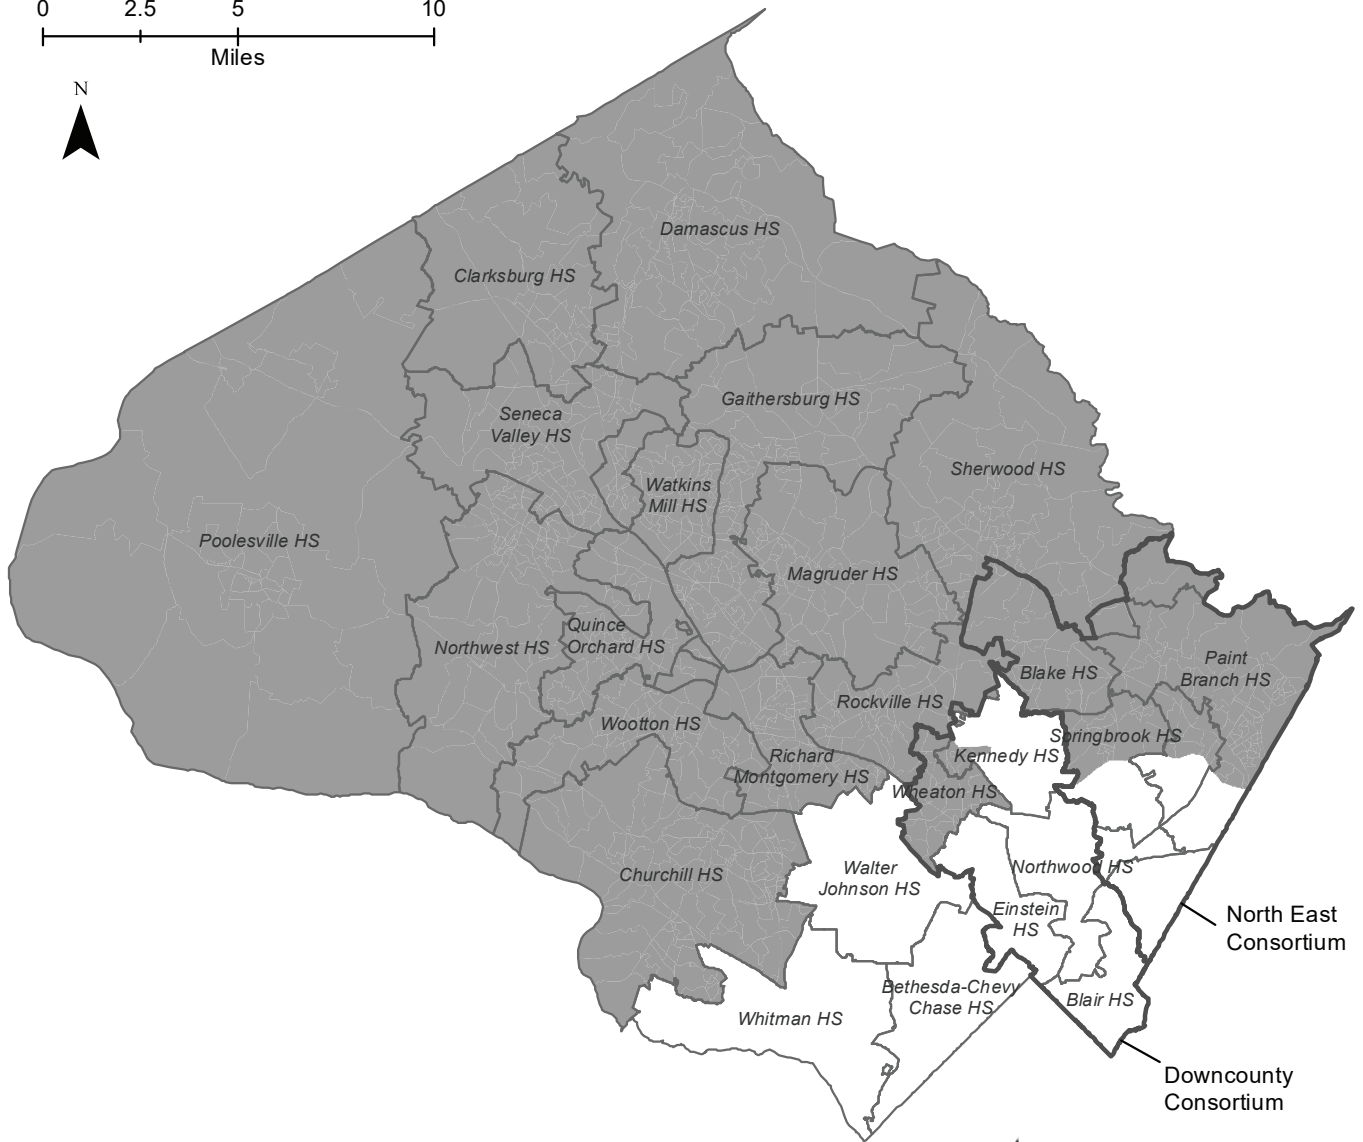 0 2.5 5 10
Miles
N
Damascus HS
Clarksburg HS
Gaithersburg HS
Seneca
Valley HS
Sherwood HS
Watkins
Mill HS
Poolesville HS
Magruder HS
Quince
Orchard HS
Northwest HS
Blake HS
Paint
Branch HS
Rockville HS
Wootton HS
Springbrook HS
Kennedy HS
Richard
Montgomery HS
Wheaton HS
Churchill HS
Walter
Johnson HS
Northwood HS
Einstein
HS
North East
Consortium
Bethesda-Chevy
Chase HS
Blair HS
Whitman HS
Downcounty
Consortium